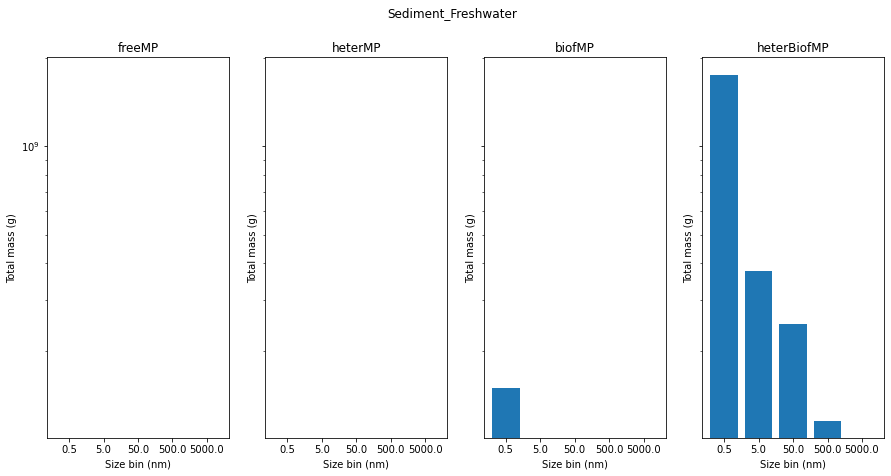 Sediment_Freshwater
freeMP
heterMP
biofMP
heterBiofMP
10⁹
Total mass (g)
Total mass (g)
Total mass (g)
Total mass (g)
0.5 5.0 50.0 500.0 5000.0
0.5 5.0 50.0 500.0 5000.0
0.5 5.0 50.0 500.0 5000.0
0.5 5.0 50.0 500.0 5000.0
Size bin (nm)
Size bin (nm)
Size bin (nm)
Size bin (nm)